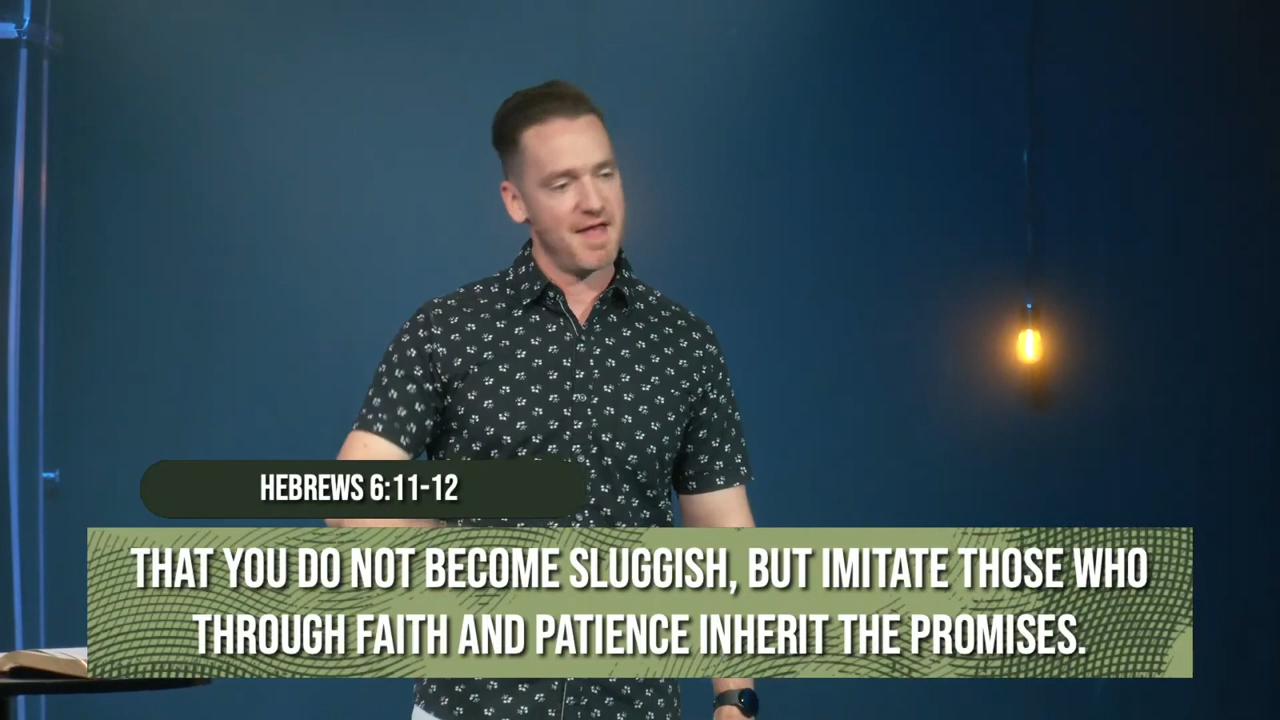 HEBREWS 6:11-12
THAT YOU DO NOT BECOME SLUGGISH, BUT IMITATE THOSE WHO
THROUGH FAITH AND PATIENCE INHERIT THE PROMISES.